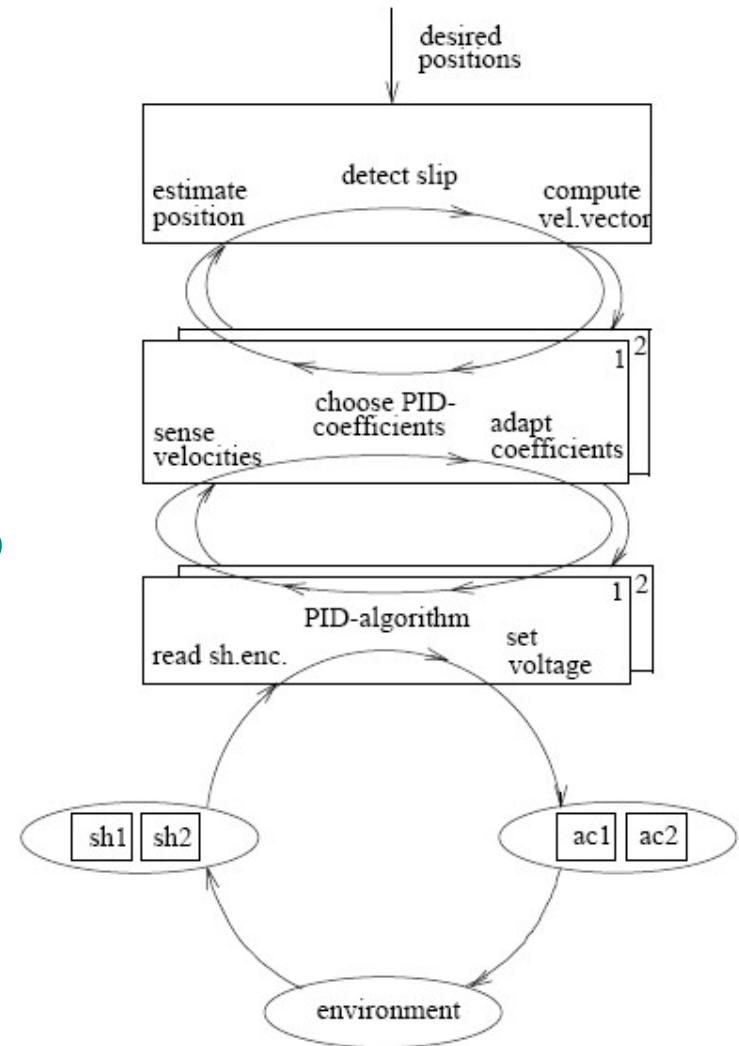 desired
positions
detect slip
estimate
position
compute
vel.vector
1
2
choose PID-
coefficients
sense
velocities
adapt
coefficients
1
2
PID-algorithm
read sh.enc.
set
voltage
sh1 sh2
ac1 ac2
environment
)